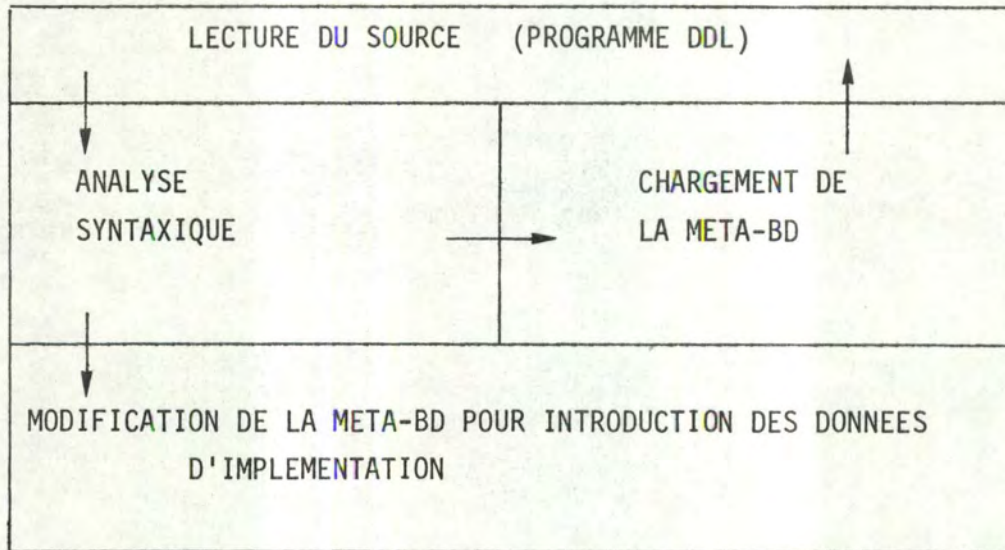 LECTURE DU SOURCE (PROGRAMME DDL)
ANALYSE
SYNTAXIQUE
CHARGEMENT DE
LA META-BD
MODIFICATION DE LA META-BD POUR INTRODUCTION DES DONNEES
D'IMPLEMENTATION